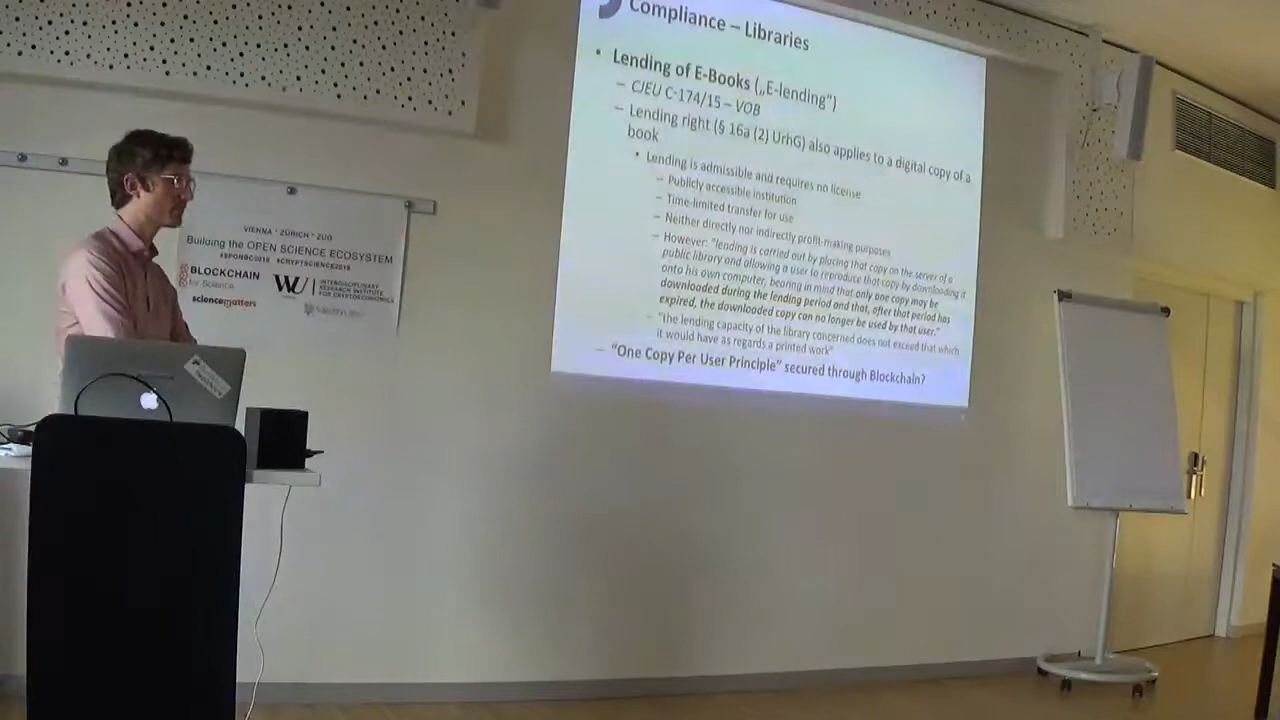 Compliance – Libraries
• Lending of E-Books („E-lending“)
– CJEU C-174/15 – VOB
– Lending right (§ 16a (2) UrhG) also applies to a digital copy of a
book
• Lending is admissible and requires no license
– Publicly accessible institution
– Time-limited transfer for use
– Neither directly nor indirectly profit-making purposes
– However: "lending is carried out by placing that copy on the server of a
public library and allowing a user to reproduce that copy by downloading it
onto his own computer, bearing in mind that only one copy may be
downloaded during the lending period and that, after that period has
expired, the downloaded copy can no longer be used by that user."
– "the lending capacity of the library concerned does not exceed that which
it would have as regards a printed work"
– "One Copy Per User Principle" secured through Blockchain?
VIENNA * ZÜRICH * ZUG
Building the OPEN SCIENCE ECOSYSTEM
#SPONBC2018 #CRYPTSCIENCE2018
BLOCKCHAIN
for Science
WU
INTERDISCIPLINARY
RESEARCH INSTITUTE
FOR CRYPTOECONOMICS
sciencematters